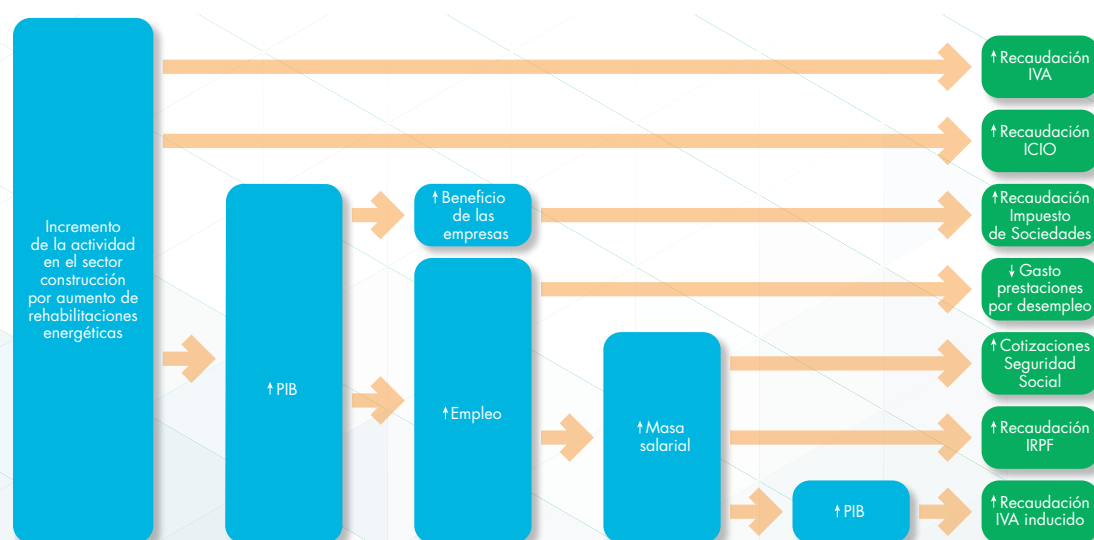 Incremento
de la actividad
en el sector
construcción
por aumento de
rehabilitaciones
energéticas
↑ PIB
↑ Beneficio
de las
empresas
↑ Empleo
↑ Masa
salarial
↑ PIB
↑ Recaudación
IVA
↑ Recaudación
ICIO
↑ Recaudación
Impuesto
de Sociedades
↓ Gasto
prestaciones
por desempleo
↑ Cotizaciones
Seguridad
Social
↑ Recaudación
IRPF
↑ Recaudación
IVA inducido